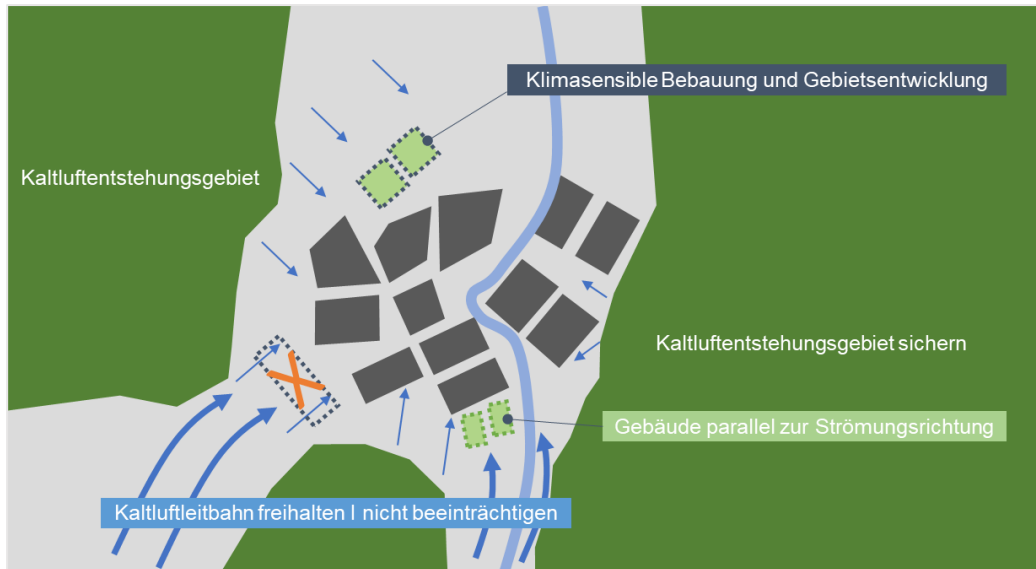 Klimasensible Bebauung und Gebietsentwicklung
Kaltluftentstehungsgebiet
Kaltluftentstehungsgebiet sichern
Gebäude parallel zur Strömungsrichtung
Kaltluftleitbahn freihalten I nicht beeinträchtigen